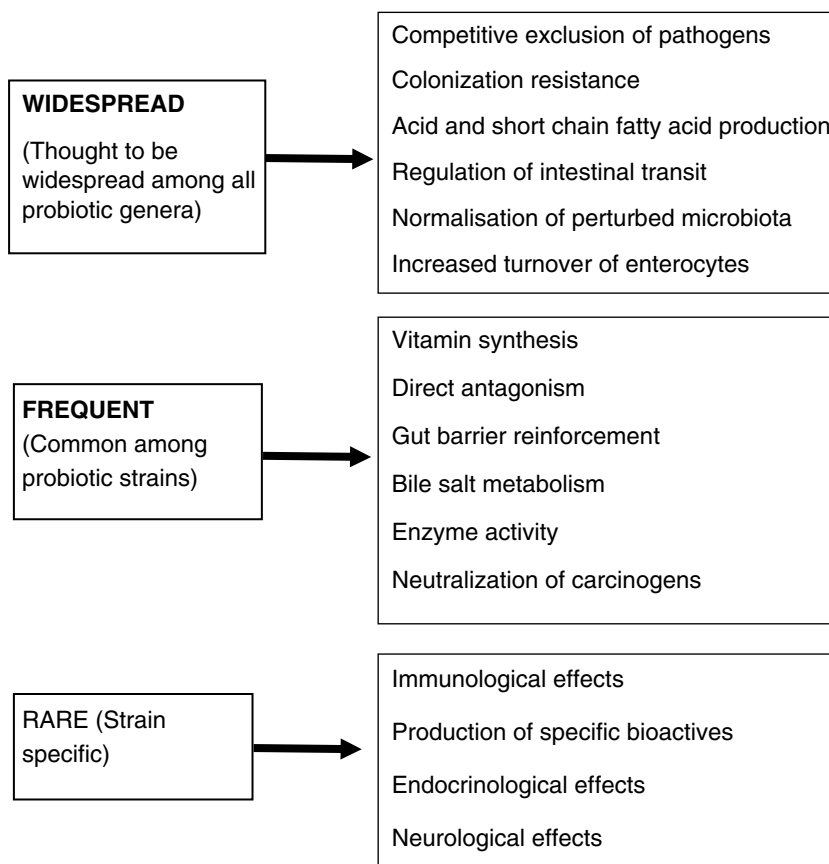 WIDESPREAD
(Thought to be
widespread among all
probiotic genera)
Competitive exclusion of pathogens
Colonization resistance
Acid and short chain fatty acid production
Regulation of intestinal transit
Normalisation of perturbed microbiota
Increased turnover of enterocytes
FREQUENT
(Common among
probiotic strains)
Vitamin synthesis
Direct antagonism
Gut barrier reinforcement
Bile salt metabolism
Enzyme activity
Neutralization of carcinogens
RARE (Strain
specific)
Immunological effects
Production of specific bioactives
Endocrinological effects
Neurological effects